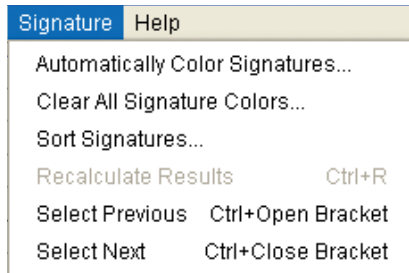 Signature Help
Automatically Color Signatures...
Clear All Signature Colors...
Sort Signatures...
Recalculate Results Ctrl+R
Select Previous Ctrl+Open Bracket
Select Next Ctrl+Close Bracket